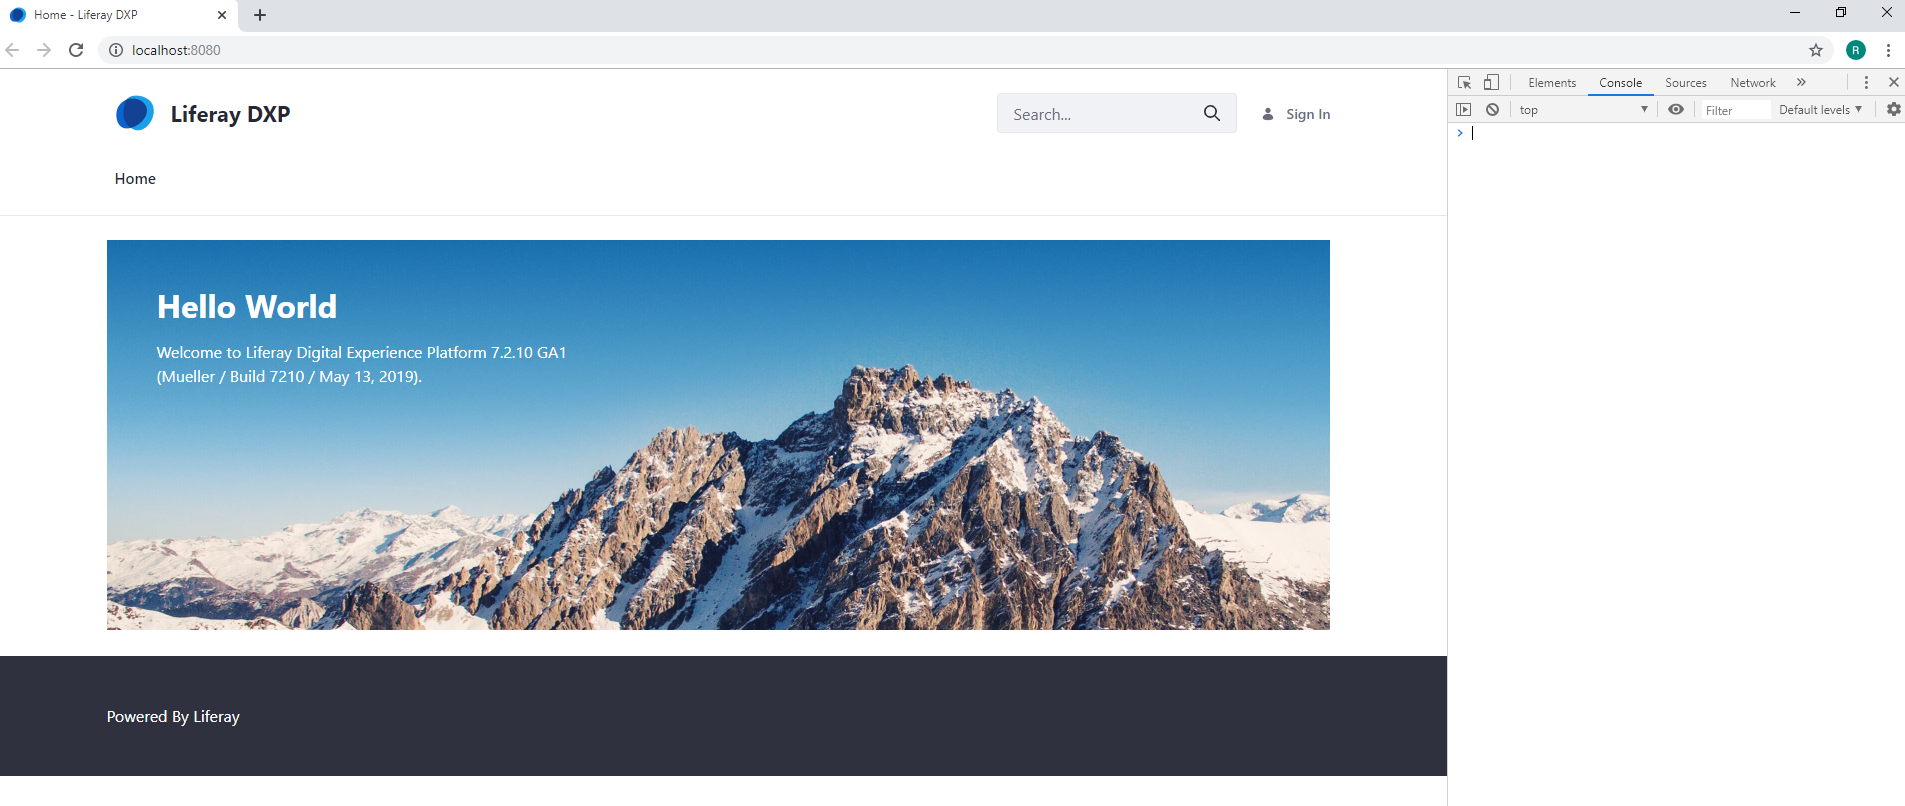 Home - Liferay DXP
localhost:8080
Liferay DXP
Search...
Sign In
Home
Hello World
Welcome to Liferay Digital Experience Platform 7.2.10 GA1
(Mueller / Build 7210 / May 13, 2019).
Powered By Liferay
R
Elements Console Sources Network
top Filter Default levels